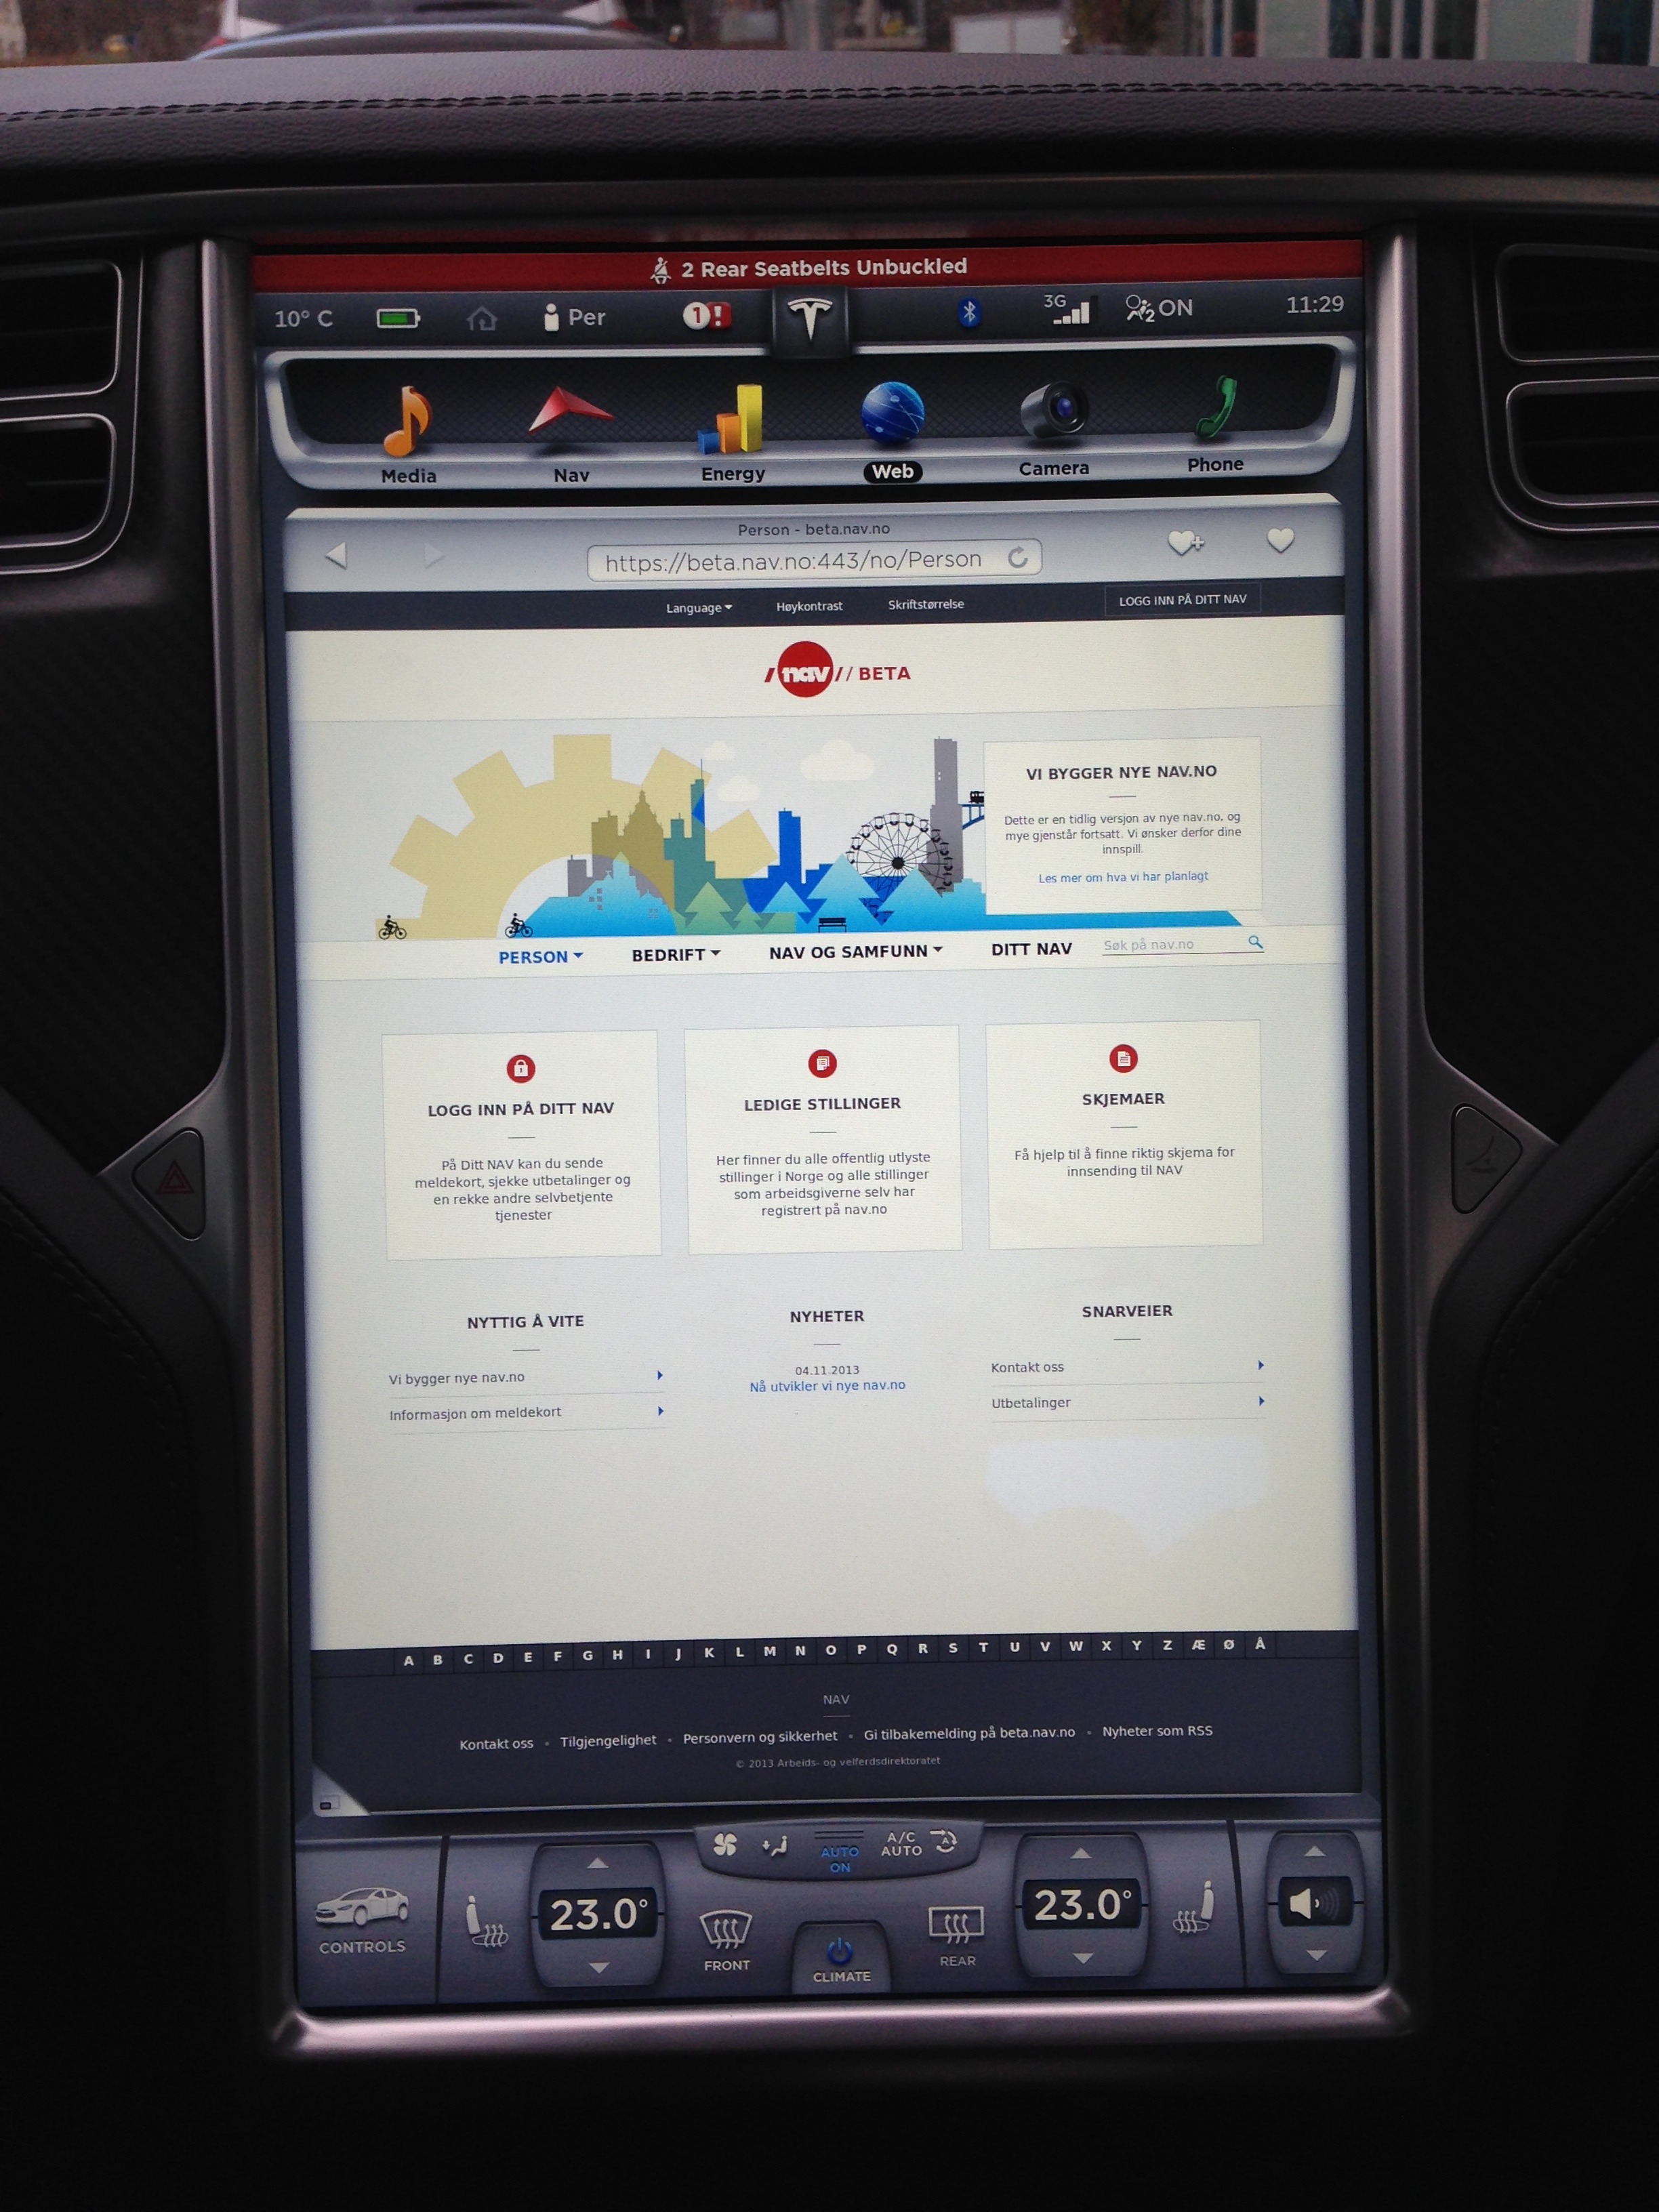 2 Rear Seatbelts Unbuckled
10° C Per 1! 3G 2 ON 11:29
Media Nav Energy Web Camera Phone
Person - beta.nav.no
https://beta.nav.no:443/no/Person
Language Høykontrast Skriftstørrelse LOGG INN PÅ DITT NAV
/nav// BETA
VI BYGGER NYE NAV.NO
Dette er en tidlig versjon av nye nav.no, og
mye gjenstår fortsatt. Vi ønsker derfor dine
innspill.
Les mer om hva vi har planlagt
PERSON BEDRIFT NAV OG SAMFUNN DITT NAV Søk på nav.no
LOGG INN PÅ DITT NAV
På Ditt NAV kan du sende
meldekort, sjekke utbetalinger og
en rekke andre selvbetjente
tjenester
LEDIGE STILLINGER
Her finner du alle offentlig utlyste
stillinger i Norge og alle stillinger
som arbeidsgiverne selv har
registrert på nav.no
SKJEMAER
Få hjelp til å finne riktig skjema for
innsending til NAV
NYTTIG Å VITE
Vi bygger nye nav.no
Informasjon om meldekort
NYHETER
04.11.2013
Nå utvikler vi nye nav.no
SNARVEIER
Kontakt oss
Utbetalinger
A B C D E F G H I J K L M N O P Q R S T U V W X Y Z Æ Ø Å
NAV
Kontakt oss • Tilgjengelighet • Personvern og sikkerhet • Gi tilbakemelding på beta.nav.no • Nyheter som RSS
© 2013 Arbeids- og velferdsdirektoratet
AUTO
ON
A/C
AUTO
A
CONTROLS
23.0°
FRONT
CLIMATE
REAR
23.0°